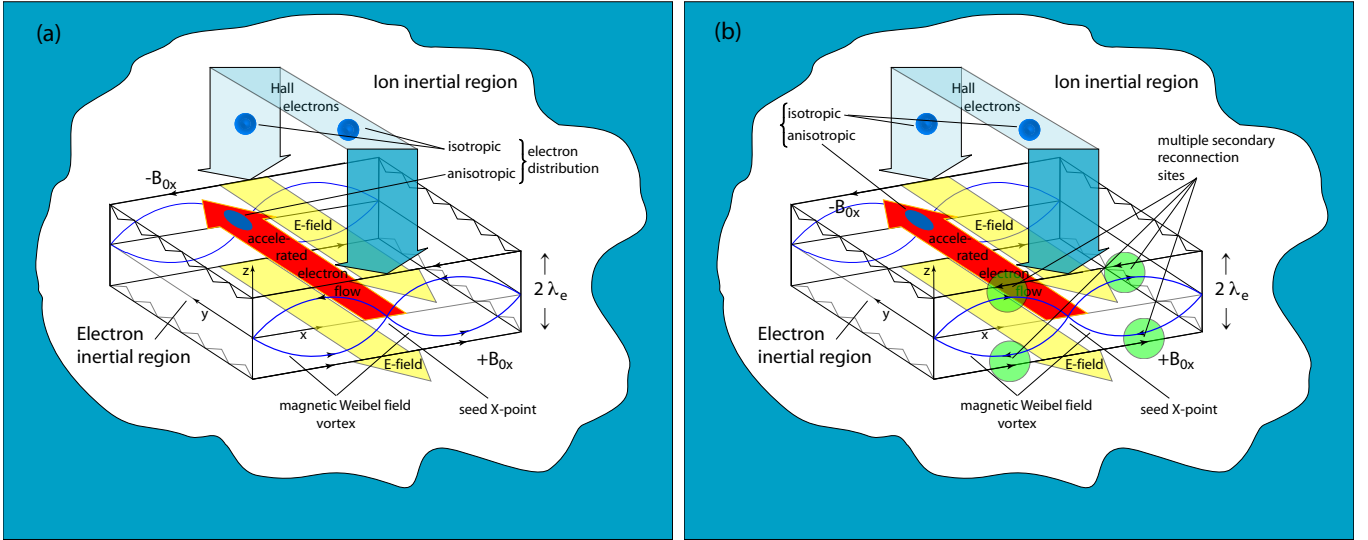 (a)
Ion inertial region
Hall
electrons
isotropic
anisotropic
electron
distribution
-B0x
E-field
accele-
rated
electron
flow
z
y
x
2 λe
Electron
inertial region
+B0x
E-field
magnetic Weibel field
vortex
seed X-point
(b)
Ion inertial region
Hall
electrons
isotropic
anisotropic
multiple secondary
reconnection
sites
-B0x
E-field
accele-
rated
electron
flow
z
y
x
2 λe
Electron
inertial region
+B0x
E-field
magnetic Weibel field
vortex
seed X-point